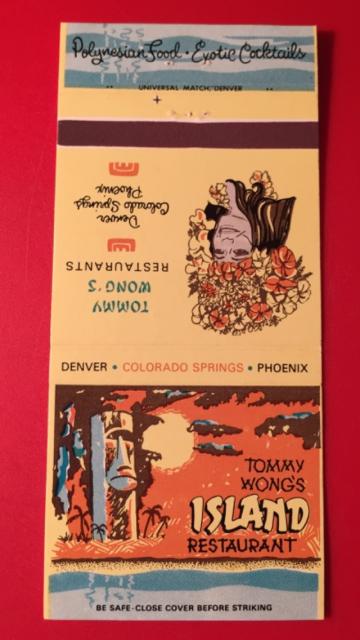 Polynesian Food • Exotic Cocktails
UNIVERSAL MATCH, DENVER
TOMMY
WONG'S
RESTAURANTS
Denver
Colorado Springs
Phoenix
DENVER • COLORADO SPRINGS • PHOENIX
TOMMY
WONG'S
ISLAND
RESTAURANT
BE SAFE-CLOSE COVER BEFORE STRIKING